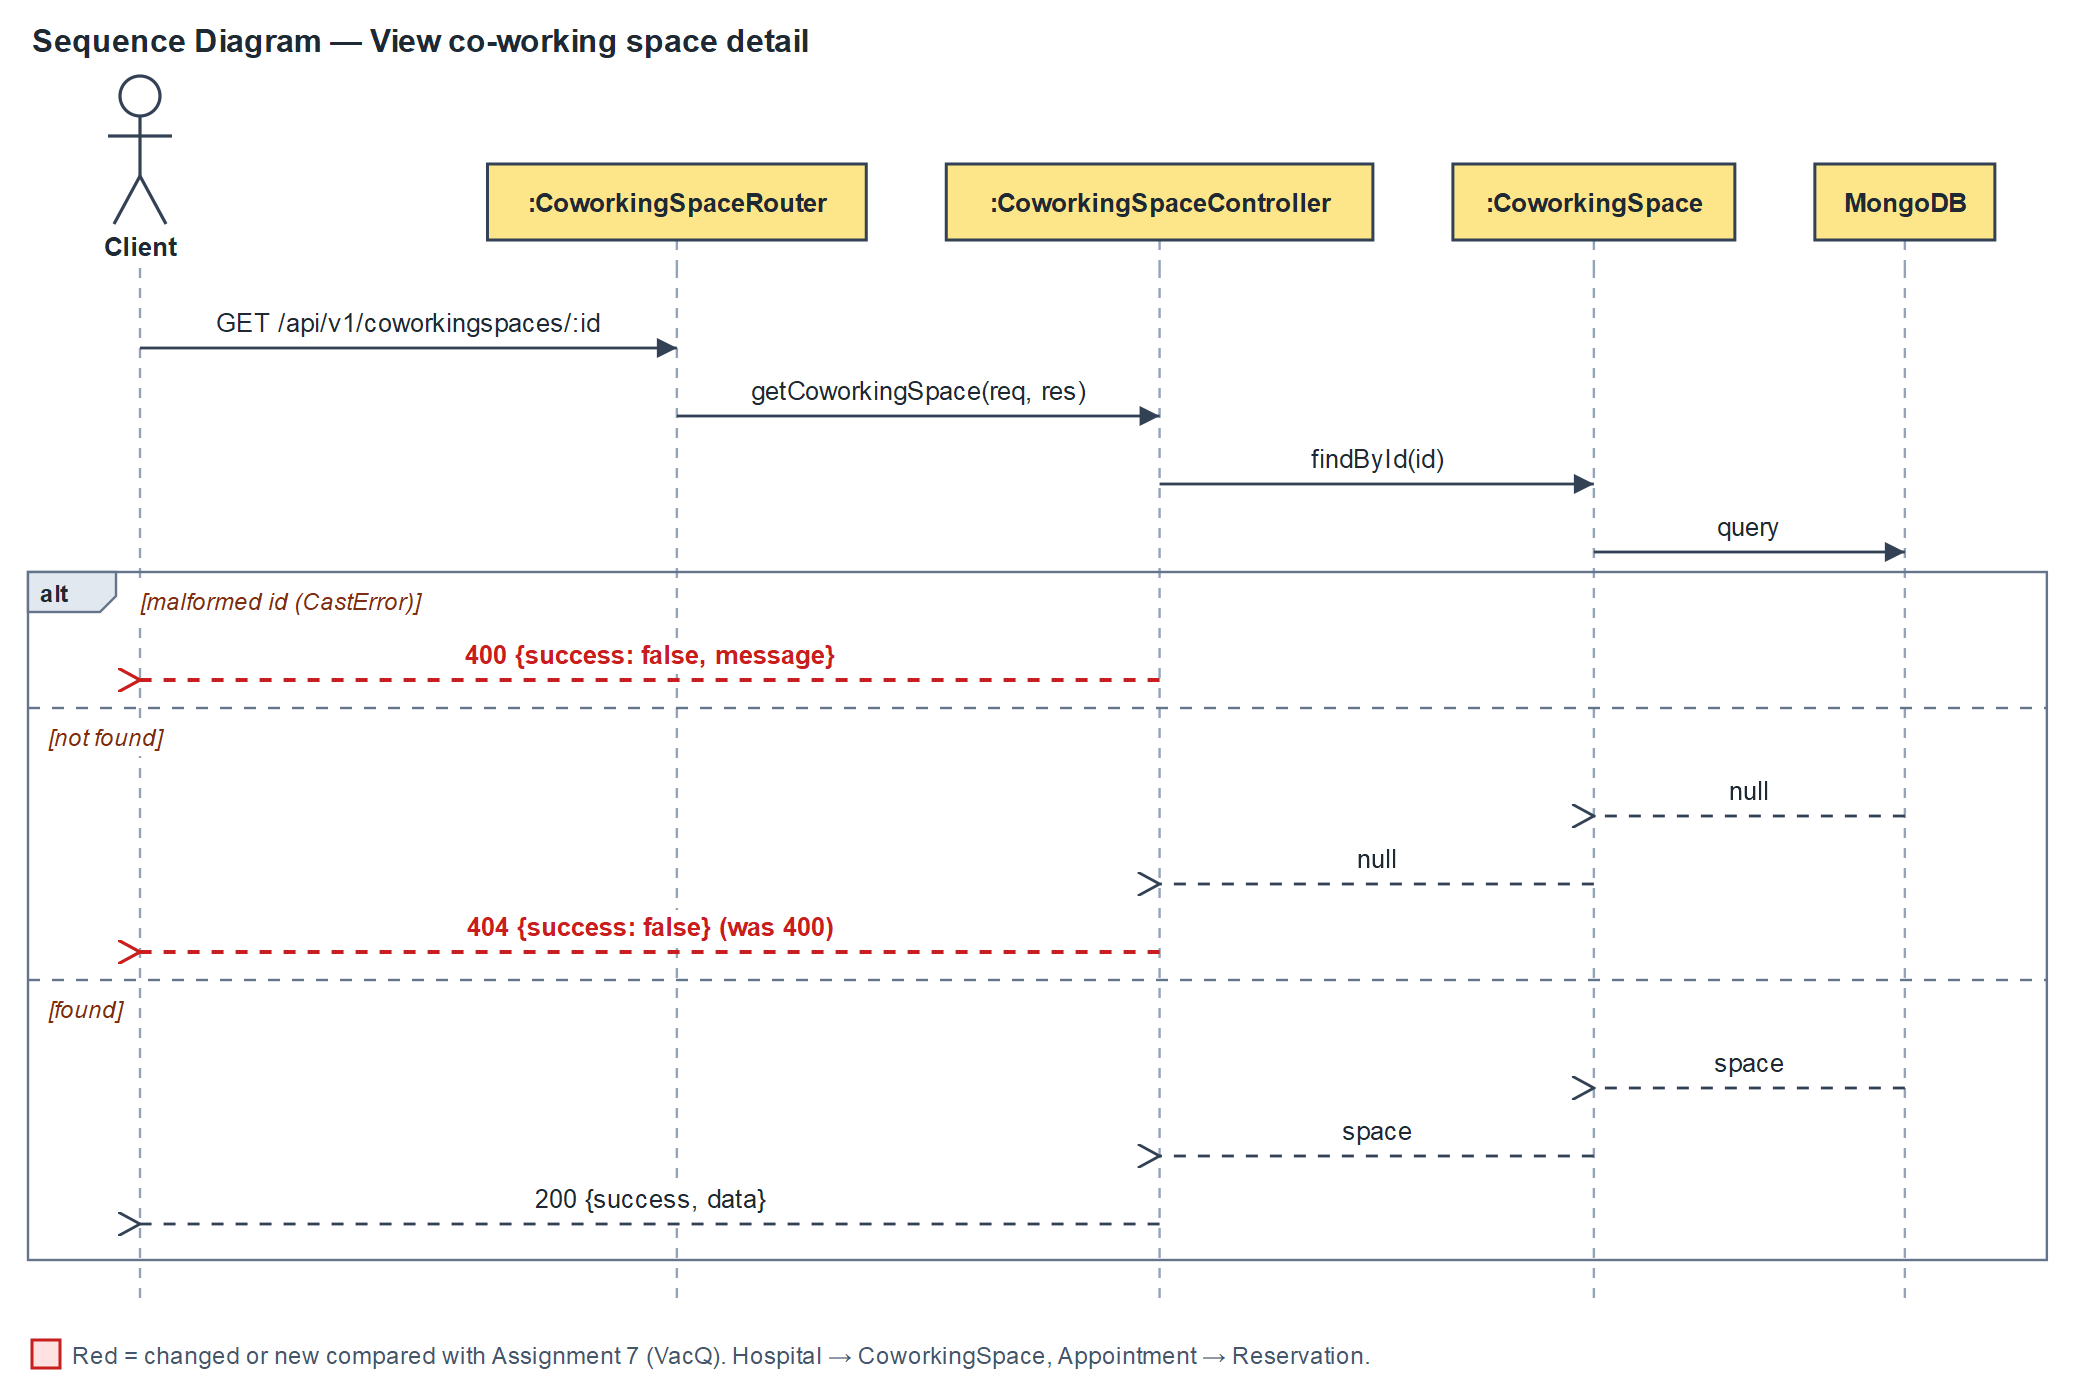 Sequence Diagram — View co-working space detail
Client
:CoworkingSpaceRouter
:CoworkingSpaceController
:CoworkingSpace
MongoDB
GET /api/v1/coworkingspaces/:id
getCoworkingSpace(req, res)
findById(id)
query
alt
[malformed id (CastError)]
400 {success: false, message}
[not found]
null
null
404 {success: false} (was 400)
[found]
space
space
200 {success, data}
Red = changed or new compared with Assignment 7 (VacQ). Hospital → CoworkingSpace, Appointment → Reservation.